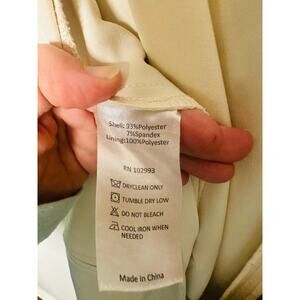 Shell: 93%Polyester
7%Spandex
Lining:100%Polyester
RN 102993
DRYCLEAN ONLY
TUMBLE DRY LOW
DO NOT BLEACH
COOL IRON WHEN
NEEDED
Made in China